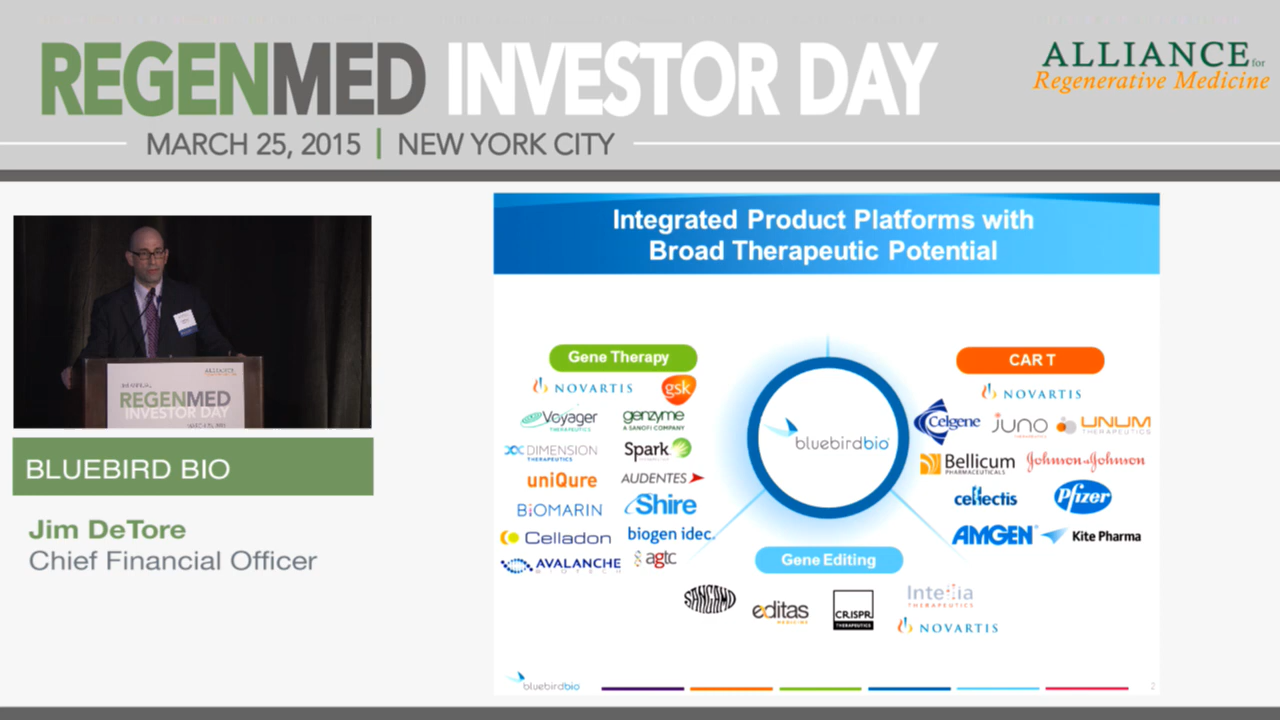 REGENMED INVESTOR DAY
MARCH 25, 2015 | NEW YORK CITY
ALLIANCE for
Regenerative Medicine
REGENMED
INVESTOR DAY
BLUEBIRD BIO
Jim DeTore
Chief Financial Officer
Integrated Product Platforms with
Broad Therapeutic Potential
Gene Therapy
NOVARTIS gsk
Voyager THERAPEUTICS genzyme A SANOFI COMPANY
DIMENSION THERAPEUTICS Spark
uniQure AUDENTES
BIOMARIN Shire
Celladon biogen idec.
AVALANCHE BIOTECH agtc
bluebirdbio
CAR T
NOVARTIS
Celgene JUNO THERAPEUTICS UNUM THERAPEUTICS
Bellicum PHARMACEUTICALS Johnson & Johnson
cellectis Pfizer
AMGEN Kite Pharma
Gene Editing
SANGAMO editas MEDICINE CRISPR THERAPEUTICS Intellia THERAPEUTICS
NOVARTIS
bluebirdbio
2